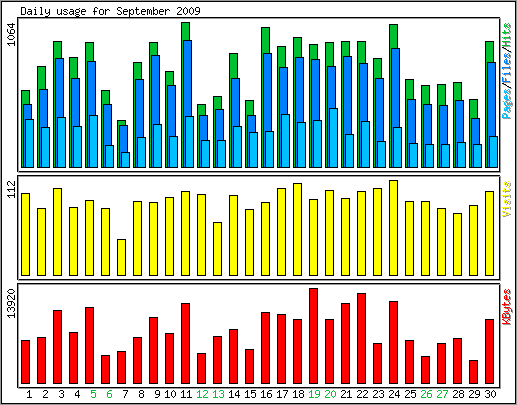 Daily usage for September 2009
1064
Pages/Files/Hits
112
Visits
13920
KBytes
1 2 3 4 5 6 7 8 9 10 11 12 13 14 15 16 17 18 19 20 21 22 23 24 25 26 27 28 29 30